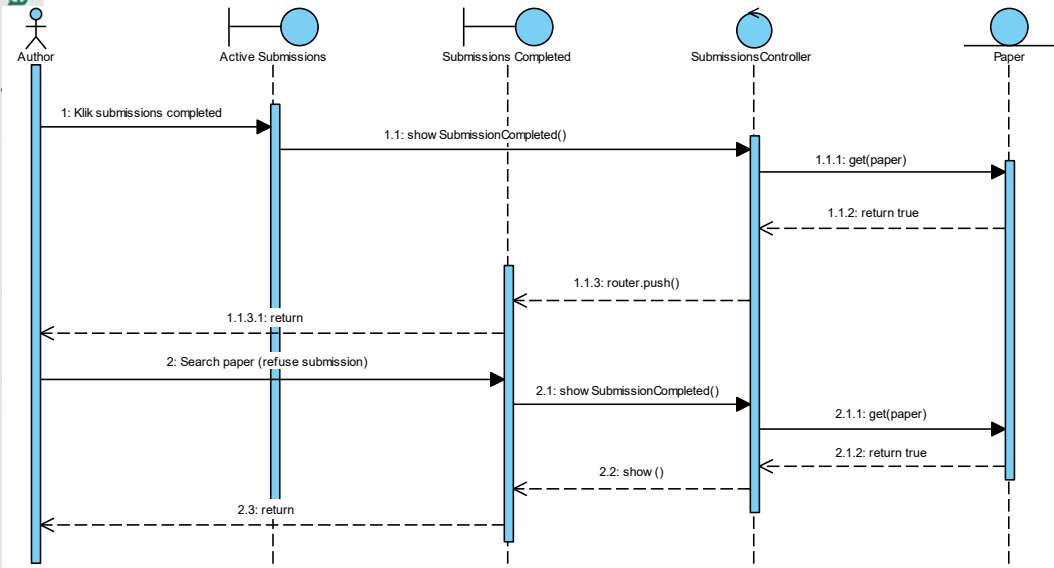 Author
Active Submissions
Submissions Completed
SubmissionsController
Paper
1: Klik submissions completed
1.1: show SubmissionCompleted()
1.1.1: get(paper)
1.1.2: return true
1.1.3: router.push()
1.1.3.1: return
2: Search paper (refuse submission)
2.1: show SubmissionCompleted()
2.1.1: get(paper)
2.1.2: return true
2.2: show ()
2.3: return